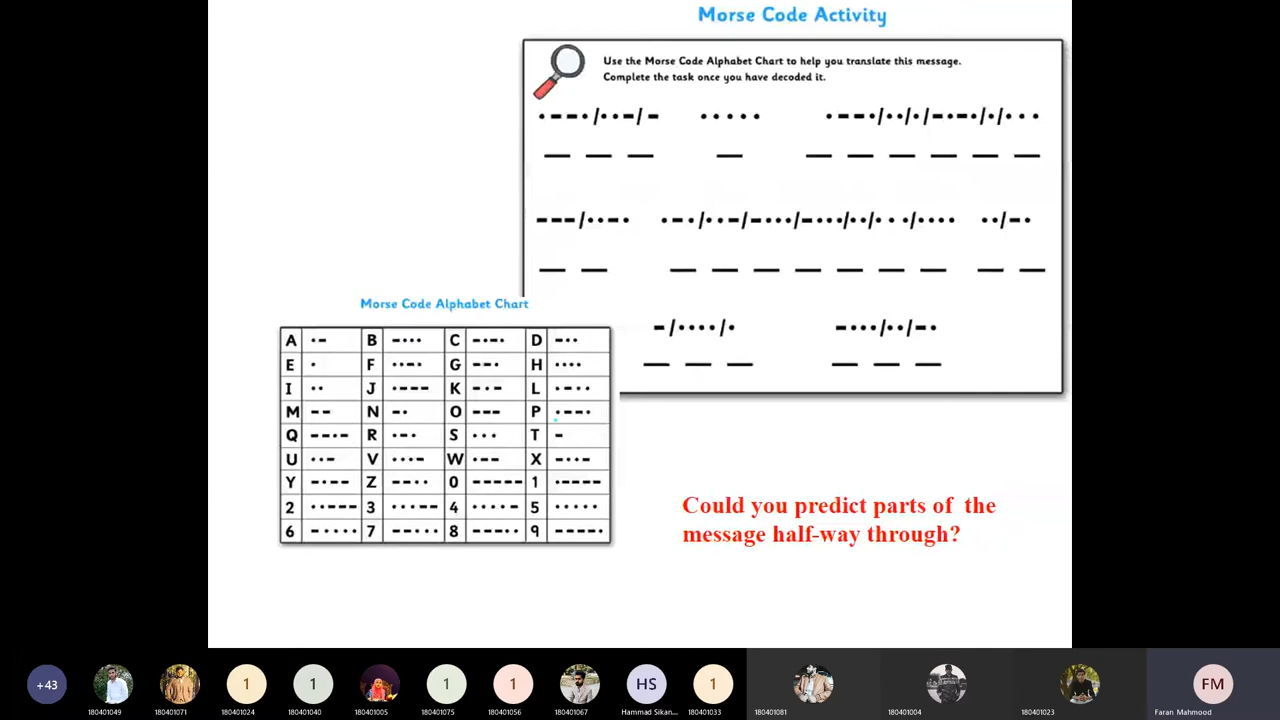 Morse Code Activity
Use the Morse Code Alphabet Chart to help you translate this message.
Complete the task once you have decoded it.
·--·/··-/- ····· ·--·/··/·/-·-·/·/···
---/··-· ·-·/··-/-···/-···/··/···/···· ··/-·
-/····/· -···/··/-·
Morse Code Alphabet Chart
A ·- B -··· C -·-· D -··
E · F ··-· G --· H ····
I ·· J ·--- K -·- L ·-··
M -- N -· O --- P ·--·
Q --·- R ·-· S ··· T -
U ··- V ···- W ·-- X -··-
Y -·-- Z --·· 0 ----- 1 ·----
2 ··--- 3 ···-- 4 ····- 5 ·····
6 -···· 7 --··· 8 ---·· 9 ----·
Could you predict parts of the
message half-way through?
+43
1
1
1
1
HS
1
FM
180401049
180401071
180401024
180401040
180401005
180401075
180401056
180401067
Hammad Sikan...
180401033
180401081
180401004
180401023
Faran Mahmood